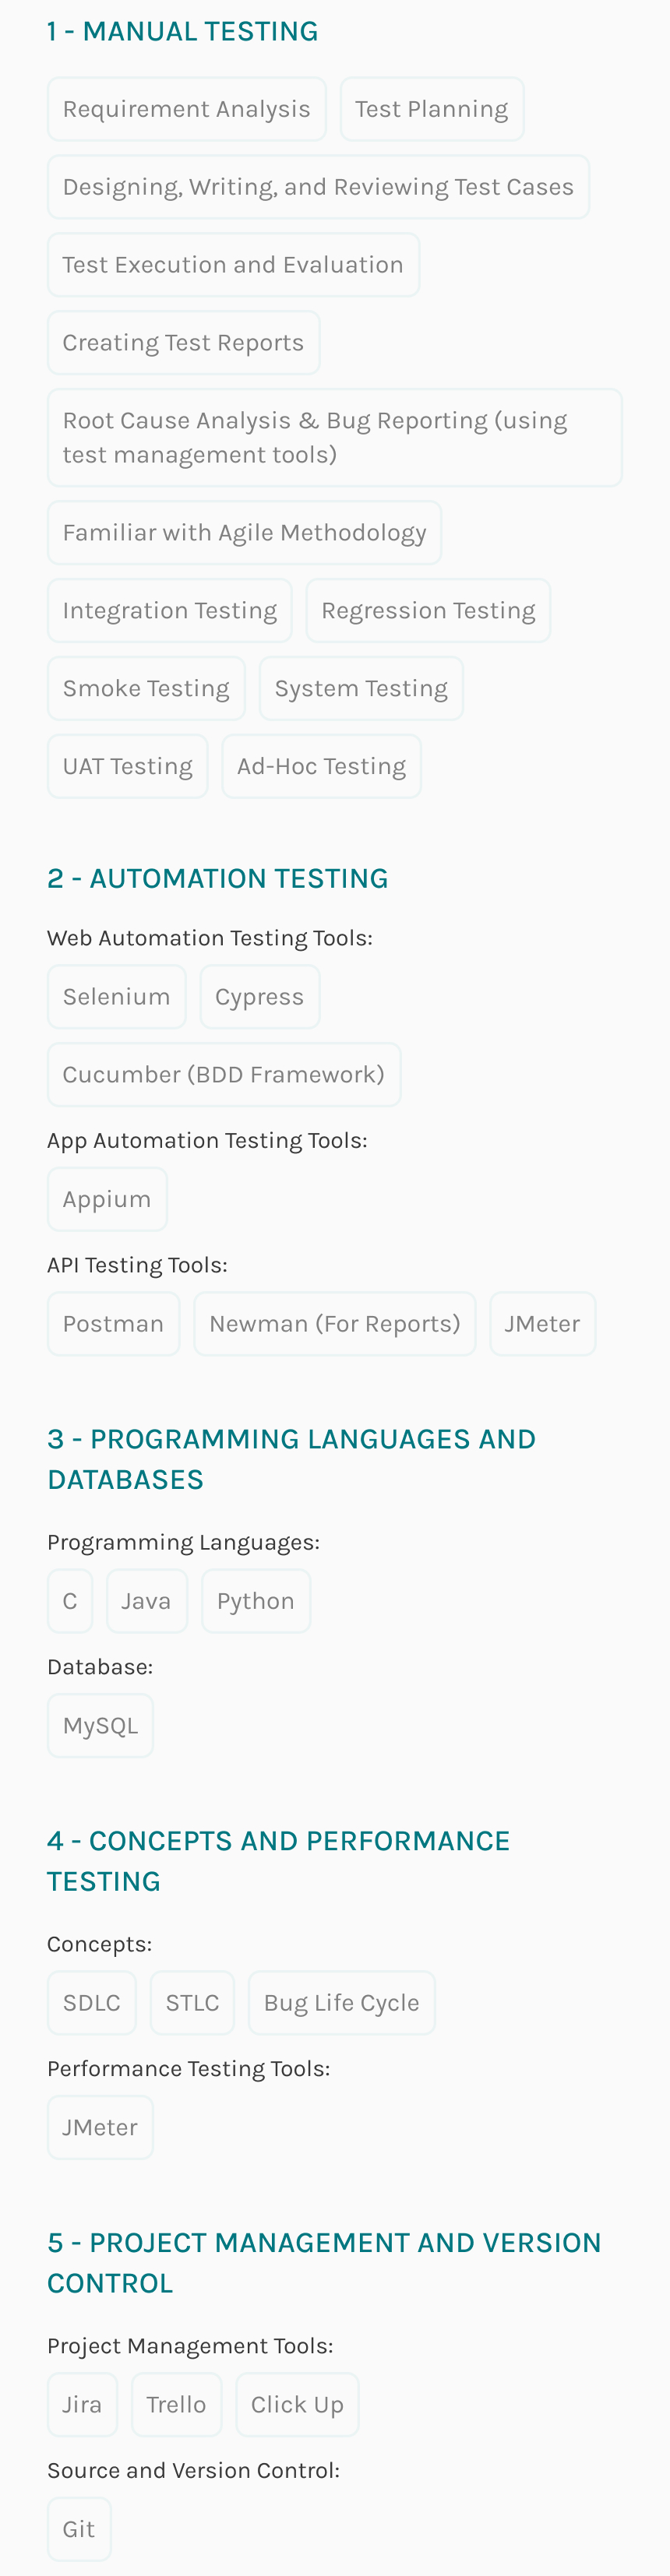 1 - MANUAL TESTING
Requirement Analysis Test Planning
Designing, Writing, and Reviewing Test Cases
Test Execution and Evaluation
Creating Test Reports
Root Cause Analysis & Bug Reporting (using
test management tools)
Familiar with Agile Methodology
Integration Testing Regression Testing
Smoke Testing System Testing
UAT Testing Ad-Hoc Testing
2 - AUTOMATION TESTING
Web Automation Testing Tools:
Selenium Cypress
Cucumber (BDD Framework)
App Automation Testing Tools:
Appium
API Testing Tools:
Postman Newman (For Reports) JMeter
3 - PROGRAMMING LANGUAGES AND
DATABASES
Programming Languages:
C Java Python
Database:
MySQL
4 - CONCEPTS AND PERFORMANCE
TESTING
Concepts:
SDLC STLC Bug Life Cycle
Performance Testing Tools:
JMeter
5 - PROJECT MANAGEMENT AND VERSION
CONTROL
Project Management Tools:
Jira Trello Click Up
Source and Version Control:
Git